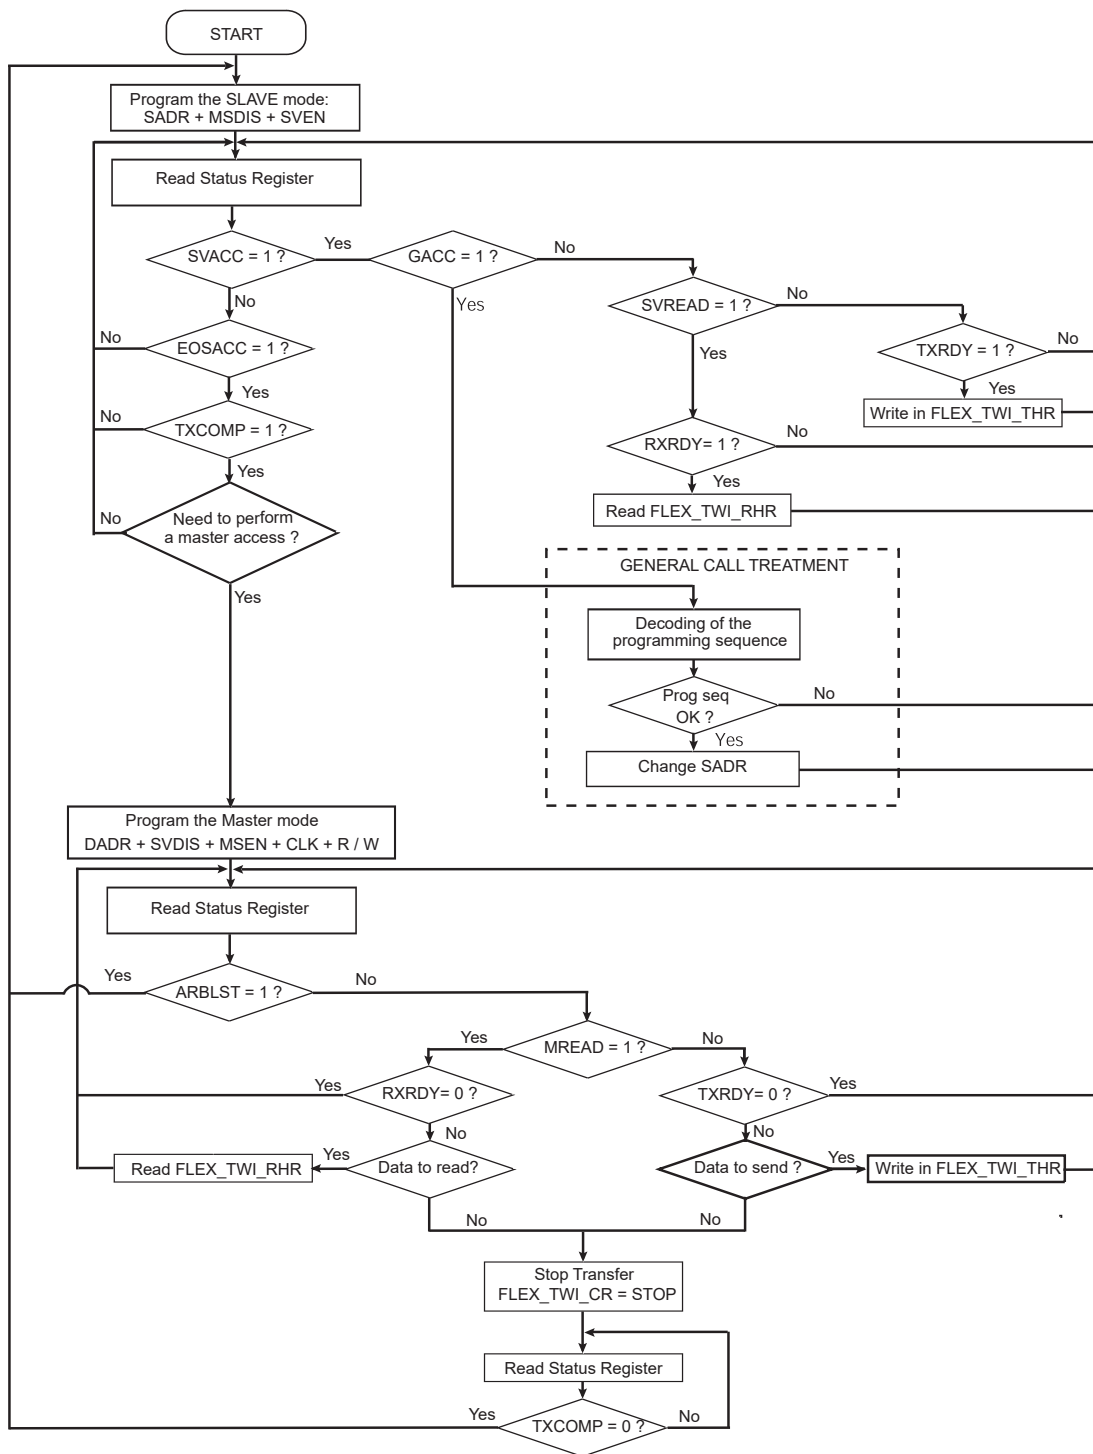 START
Program the SLAVE mode:
SADR + MSDIS + SVEN
Read Status Register
SVACC = 1 ?
Yes
GACC = 1 ?
No
No
Yes
SVREAD = 1 ?
No
EOSACC = 1 ?
No
Yes
Yes
TXRDY = 1 ?
No
Yes
Write in FLEX_TWI_THR
TXCOMP = 1 ?
No
Yes
RXRDY= 1 ?
No
Yes
Read FLEX_TWI_RHR
Need to perform
a master access ?
No
Yes
GENERAL CALL TREATMENT
Decoding of the
programming sequence
Prog seq
OK ?
No
Yes
Change SADR
Program the Master mode
DADR + SVDIS + MSEN + CLK + R / W
Read Status Register
Yes
ARBLST = 1 ?
No
Yes
MREAD = 1 ?
No
Yes
RXRDY= 0 ?
TXRDY= 0 ?
Yes
No
No
Read FLEX_TWI_RHR
Yes
Data to read?
Data to send ?
Yes
Write in FLEX_TWI_THR
No
No
Stop Transfer
FLEX_TWI_CR = STOP
Read Status Register
Yes
TXCOMP = 0 ?
No